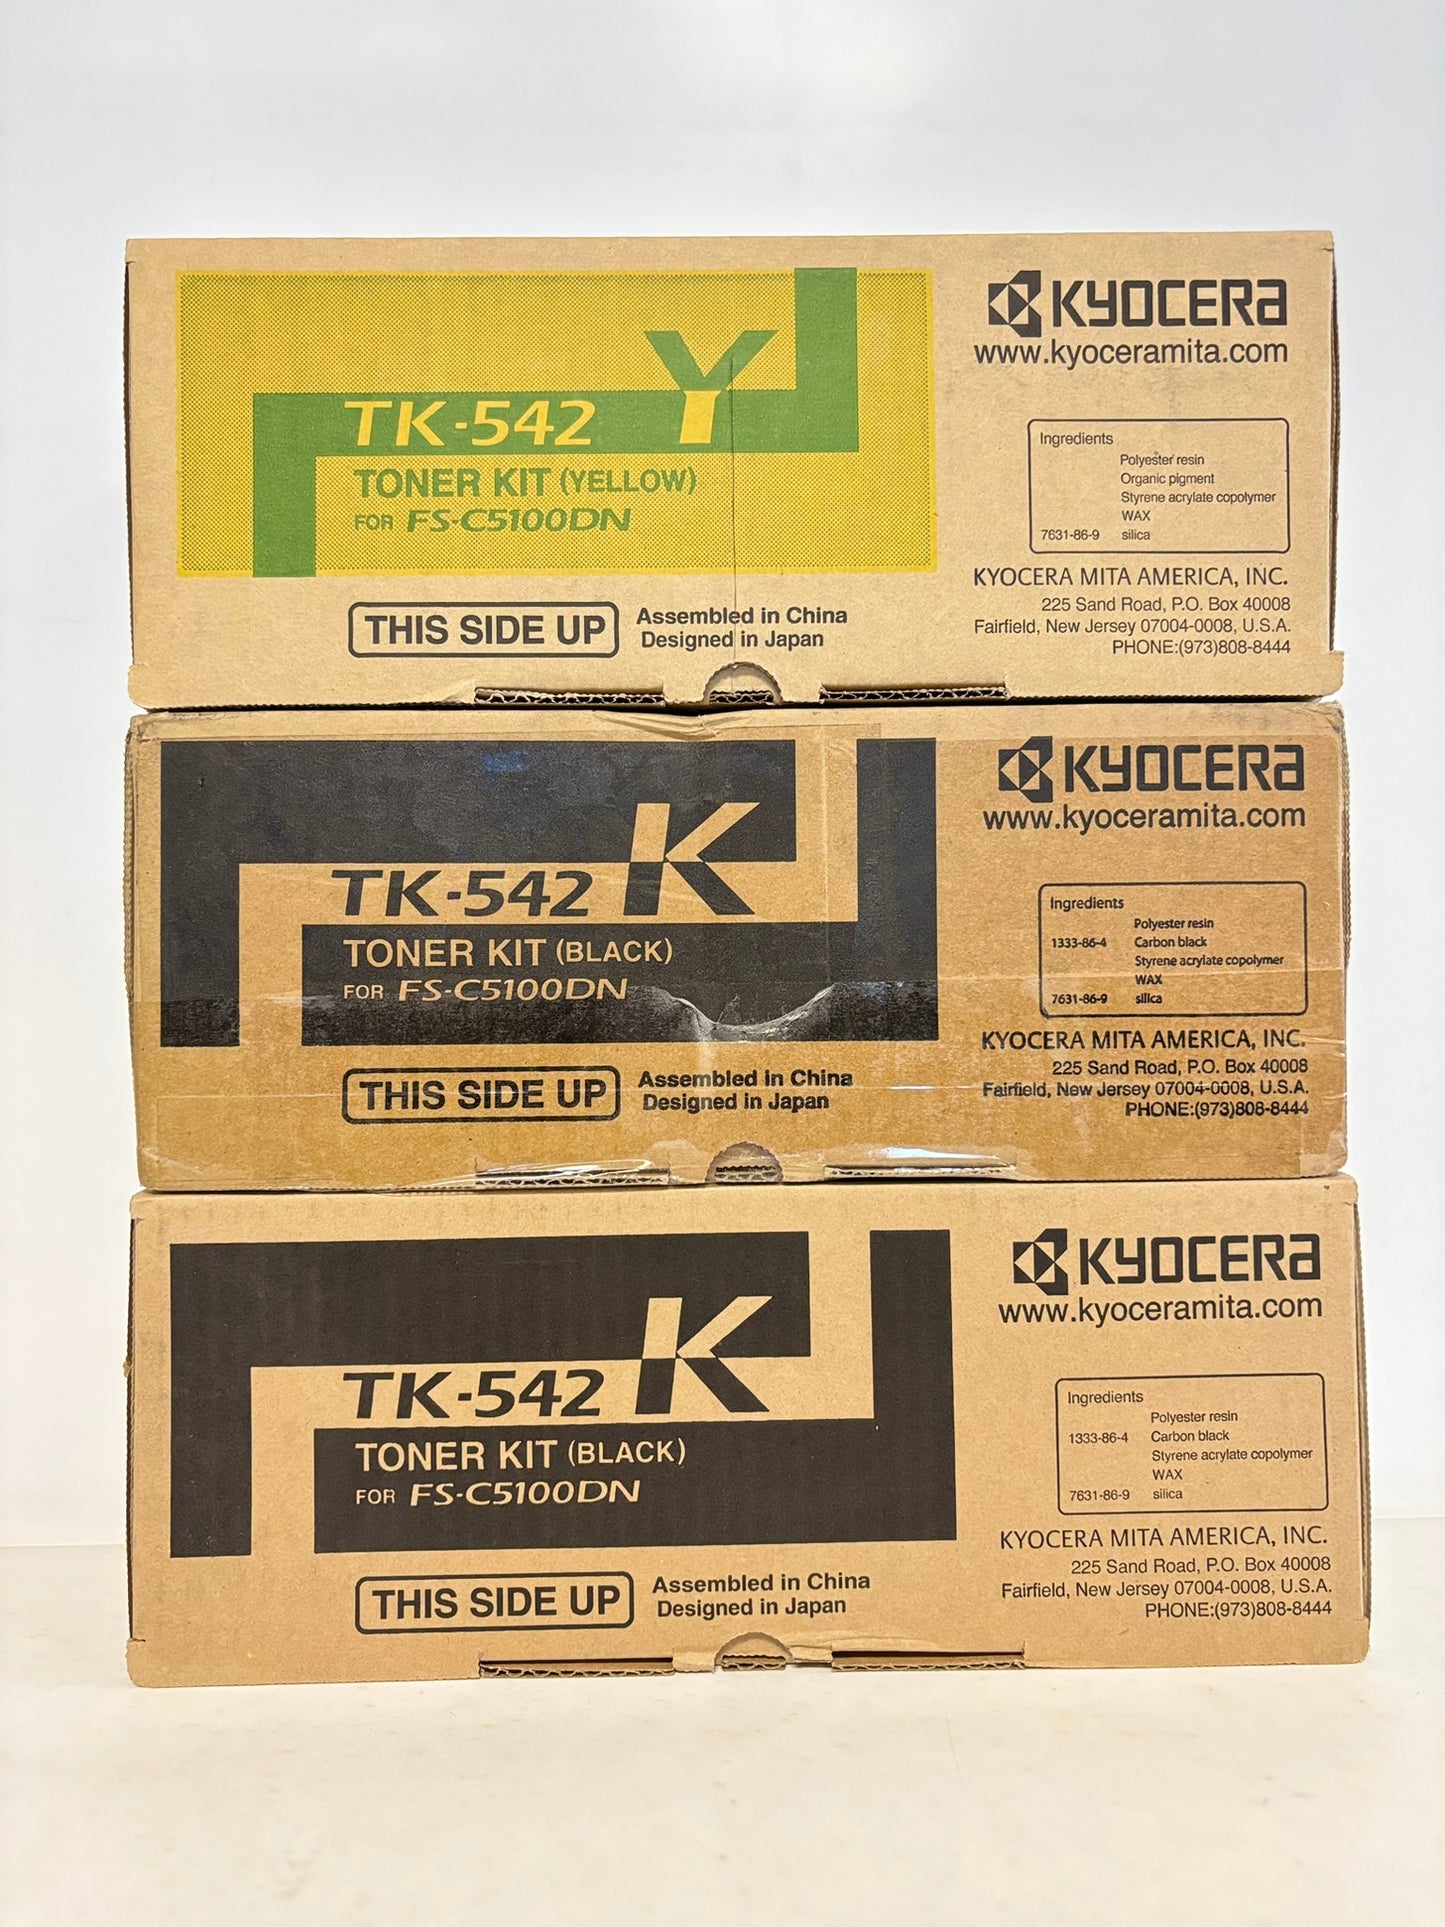 TK-542 Y
TONER KIT (YELLOW)
FOR FS-C5100DN
THIS SIDE UP
Assembled in China
Designed in Japan
KYOCERA
www.kyoceramita.com
Ingredients
Polyester resin
Organic pigment
Styrene acrylate copolymer
WAX
7631-86-9 silica
KYOCERA MITA AMERICA, INC.
225 Sand Road, P.O. Box 40008
Fairfield, New Jersey 07004-0008, U.S.A.
PHONE:(973)808-8444
TK-542 K
TONER KIT (BLACK)
FOR FS-C5100DN
THIS SIDE UP
Assembled in China
Designed in Japan
KYOCERA
www.kyoceramita.com
Ingredients
Polyester resin
1333-86-4 Carbon black
Styrene acrylate copolymer
WAX
7631-86-9 silica
KYOCERA MITA AMERICA, INC.
225 Sand Road, P.O. Box 40008
Fairfield, New Jersey 07004-0008, U.S.A.
PHONE:(973)808-8444
TK-542 K
TONER KIT (BLACK)
FOR FS-C5100DN
THIS SIDE UP
Assembled in China
Designed in Japan
KYOCERA
www.kyoceramita.com
Ingredients
Polyester resin
1333-86-4 Carbon black
Styrene acrylate copolymer
WAX
7631-86-9 silica
KYOCERA MITA AMERICA, INC.
225 Sand Road, P.O. Box 40008
Fairfield, New Jersey 07004-0008, U.S.A.
PHONE:(973)808-8444